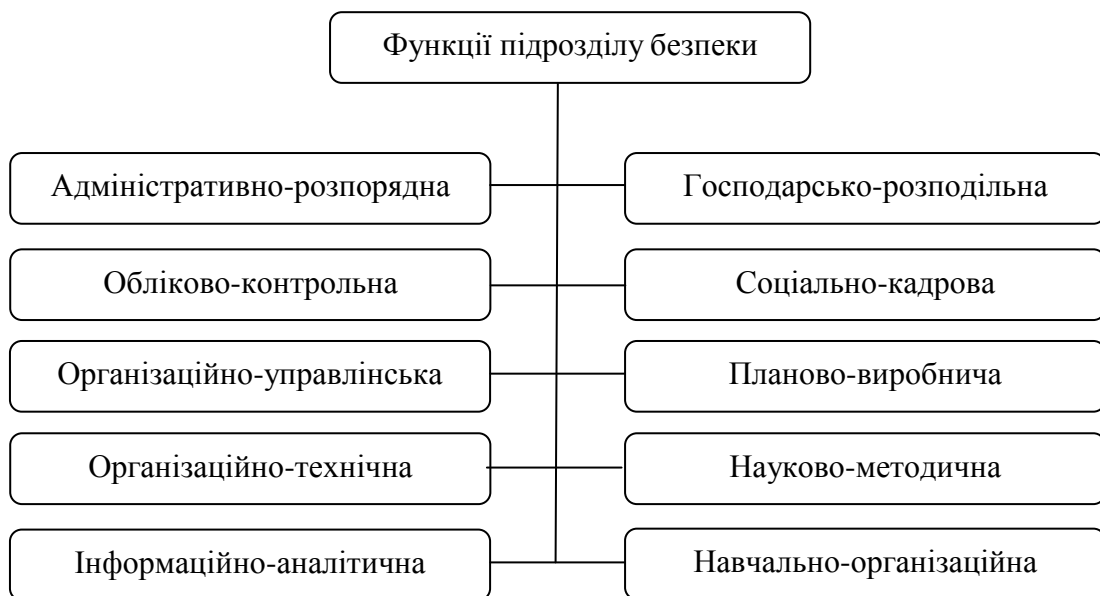 Функції підрозділу безпеки
Адміністративно-розпорядна
Господарсько-розподільна
Обліково-контрольна
Соціально-кадрова
Організаційно-управлінська
Планово-виробнича
Організаційно-технічна
Науково-методична
Інформаційно-аналітична
Навчально-організаційна